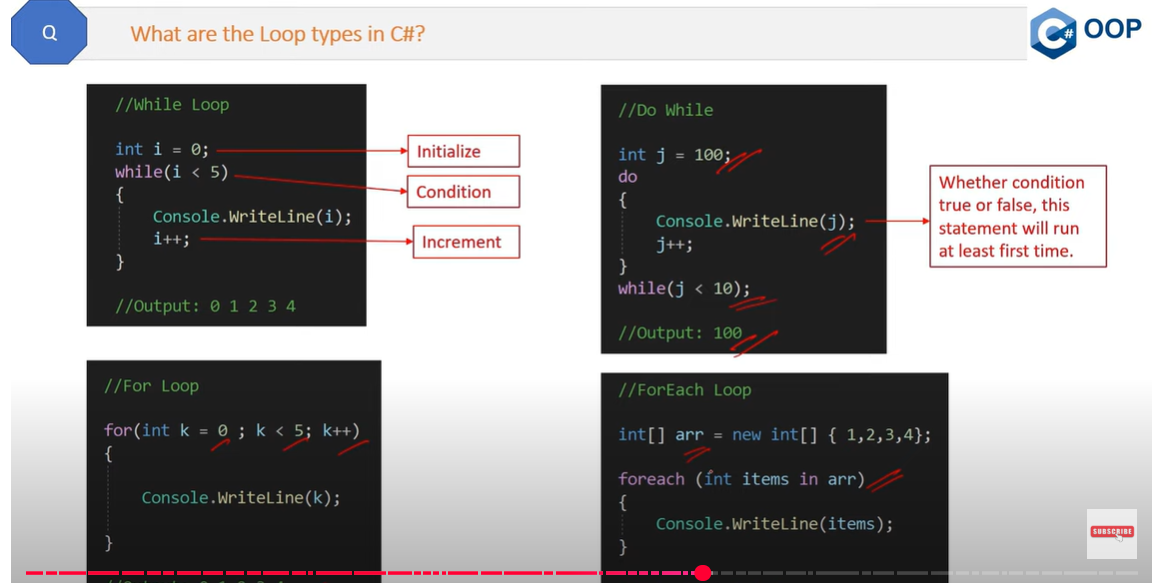 Q
What are the Loop types in C#?
C# OOP
//While Loop
int i = 0;
while(i < 5)
{
Console.WriteLine(i);
i++;
}
//Output: 0 1 2 3 4
Initialize
Condition
Increment
//Do While
int j = 100;
do
{
Console.WriteLine(j);
j++;
}
while(j < 10);
//Output: 100
Whether condition
true or false, this
statement will run
at least first time.
//For Loop
for(int k = 0 ; k < 5; k++)
{
Console.WriteLine(k);
}
//ForEach Loop
int[] arr = new int[] { 1,2,3,4};
foreach (int items in arr)
{
Console.WriteLine(items);
}
SUBSCRIBE